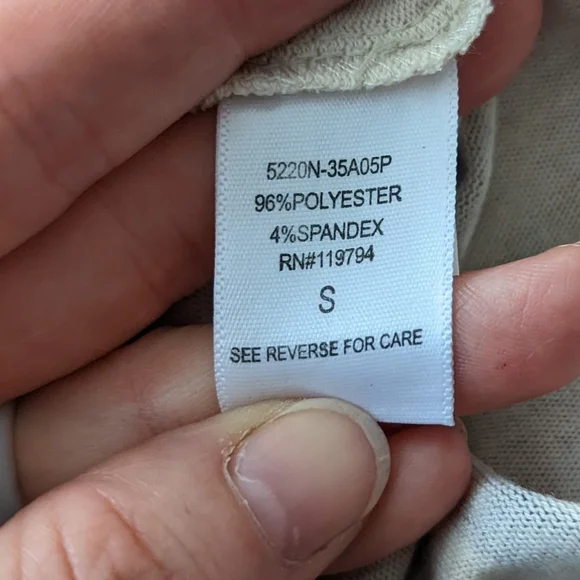 5220N-35A05P
96%POLYESTER
4%SPANDEX
RN#119794
S
SEE REVERSE FOR CARE